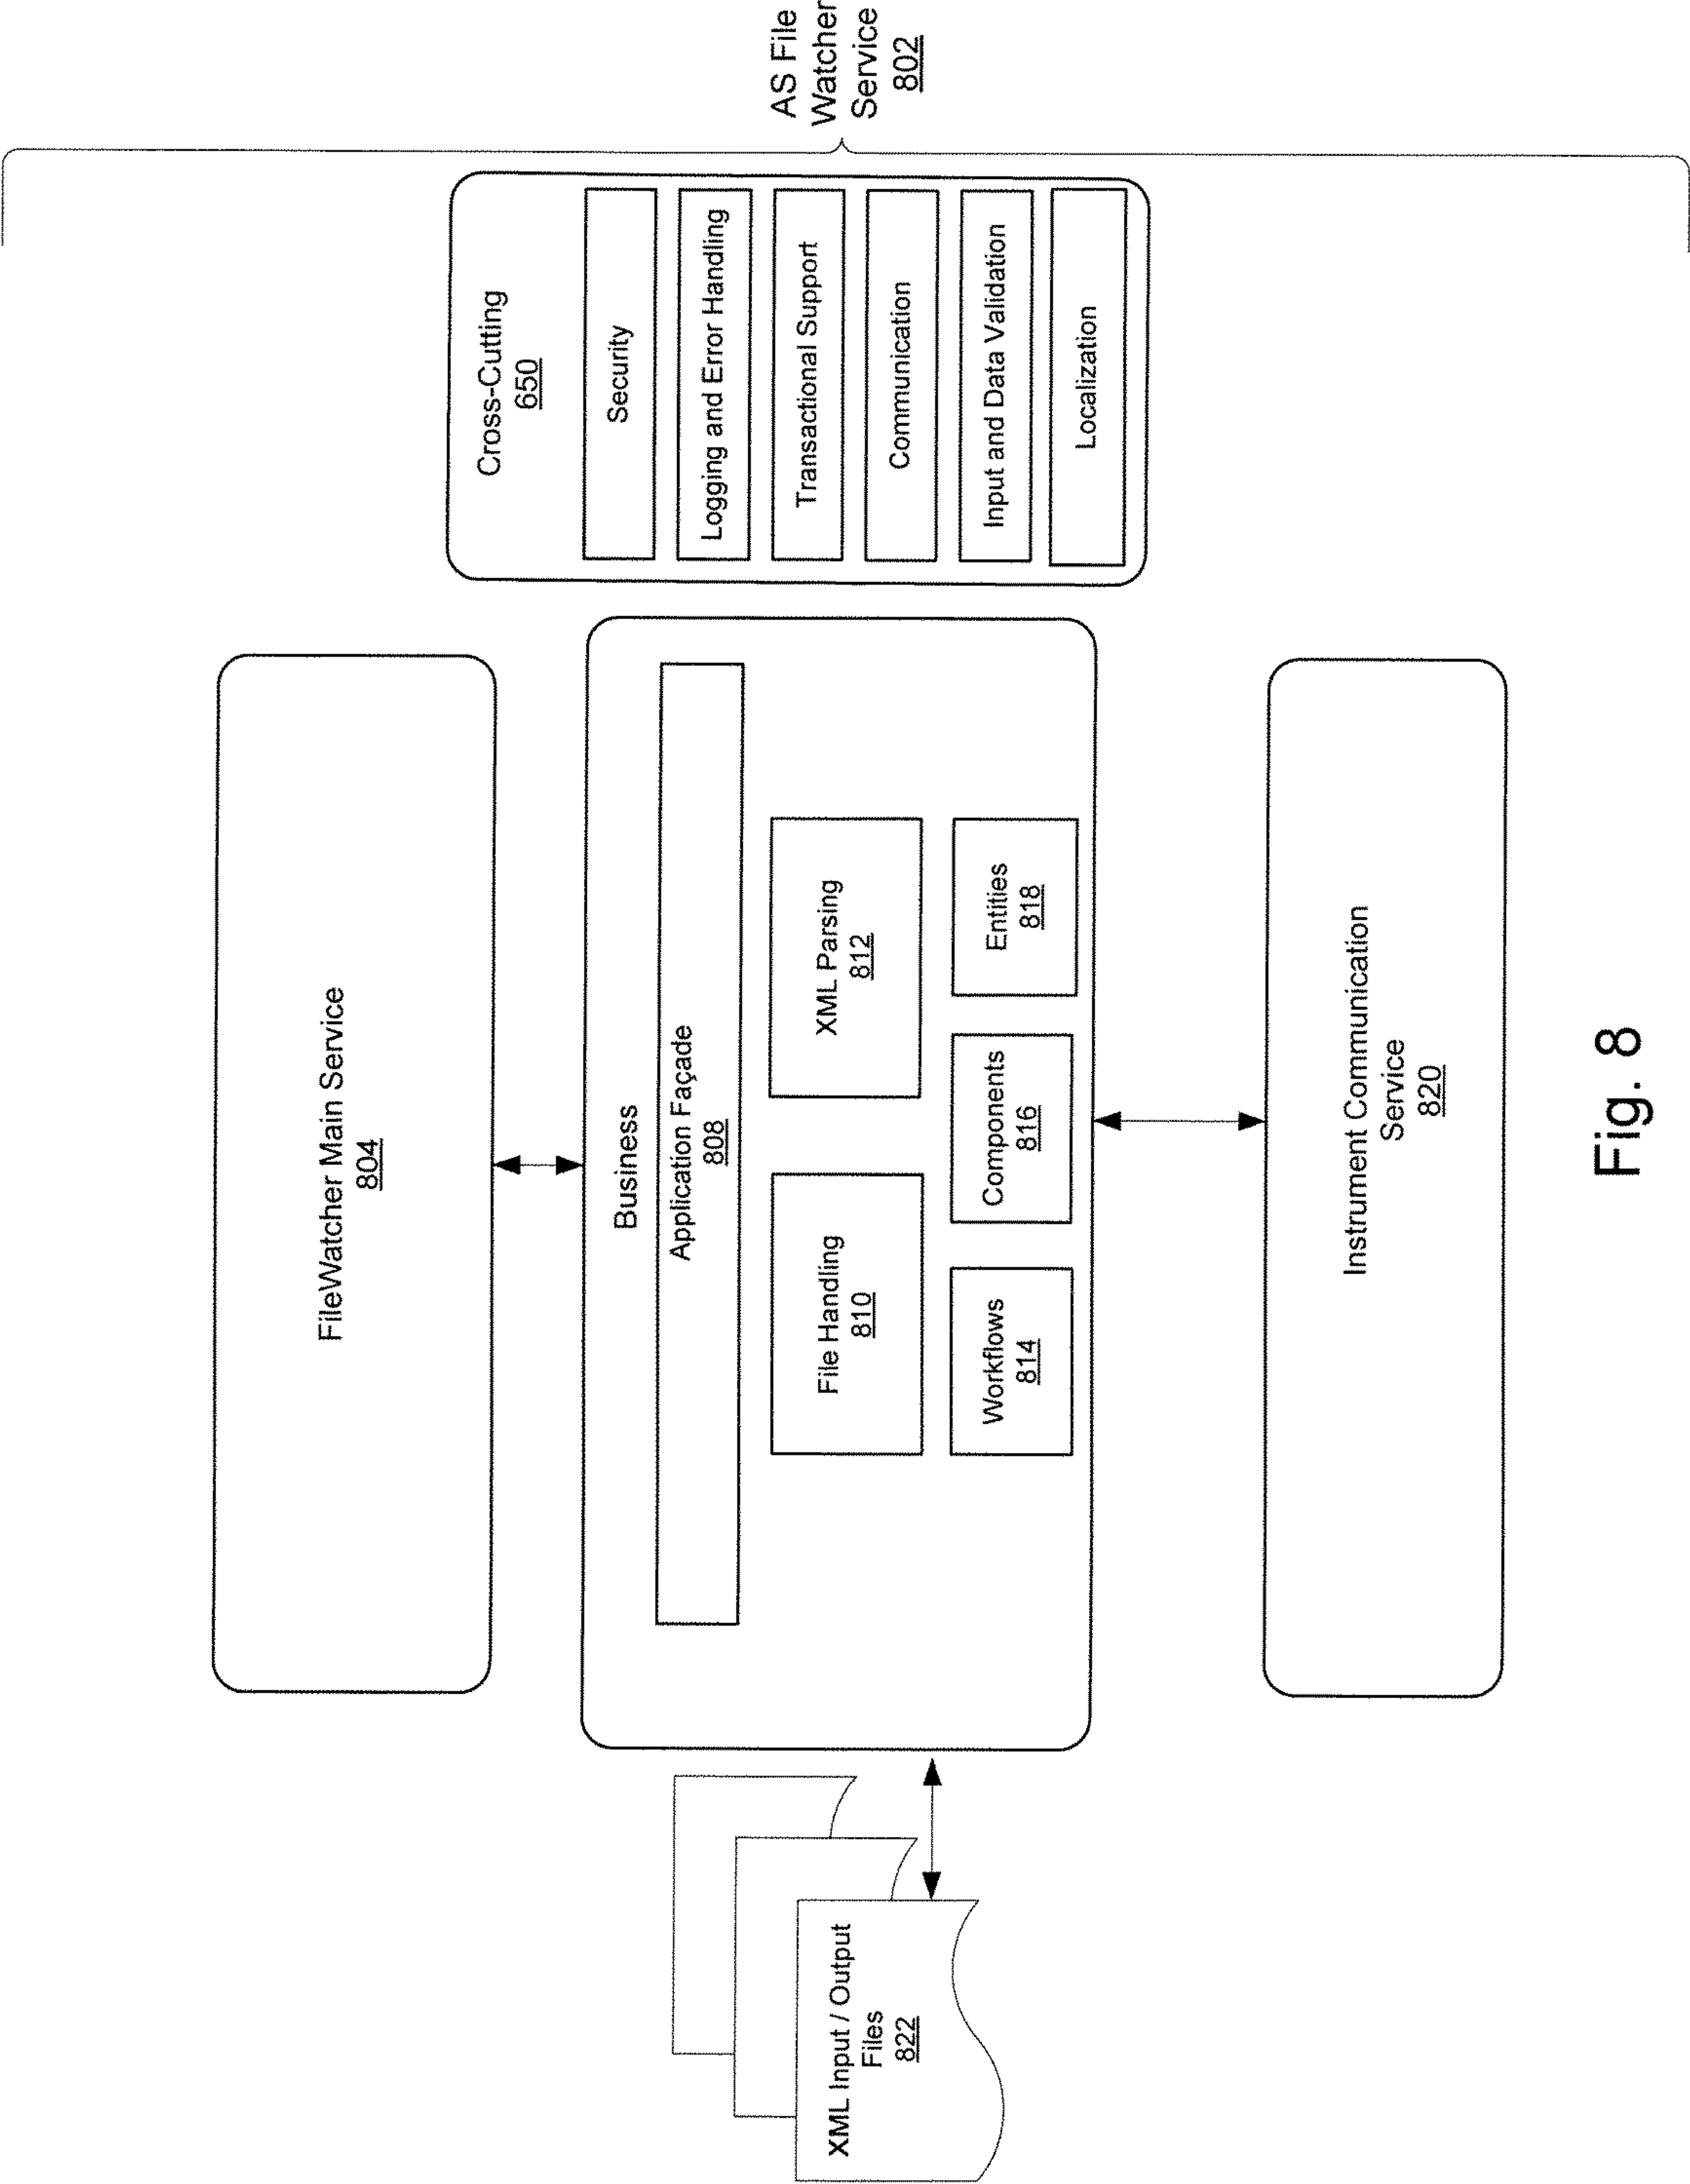 AS File
Watcher
Service
802
FileWatcher Main Service
804
Business
Application Façade
808
File Handling
810
XML Parsing
812
Workflows
814
Components
816
Entities
818
Cross-Cutting
650
Security
Logging and Error Handling
Transactional Support
Communication
Input and Data Validation
Localization
XML Input / Output
Files
822
Instrument Communication
Service
820
Fig. 8